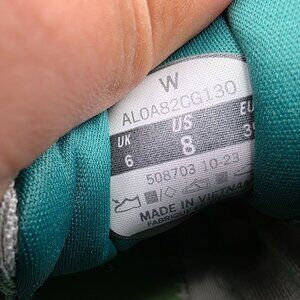 W
AL0A82CG130
UK US EU
6 8
508703 10-23
MADE IN VIETNAM